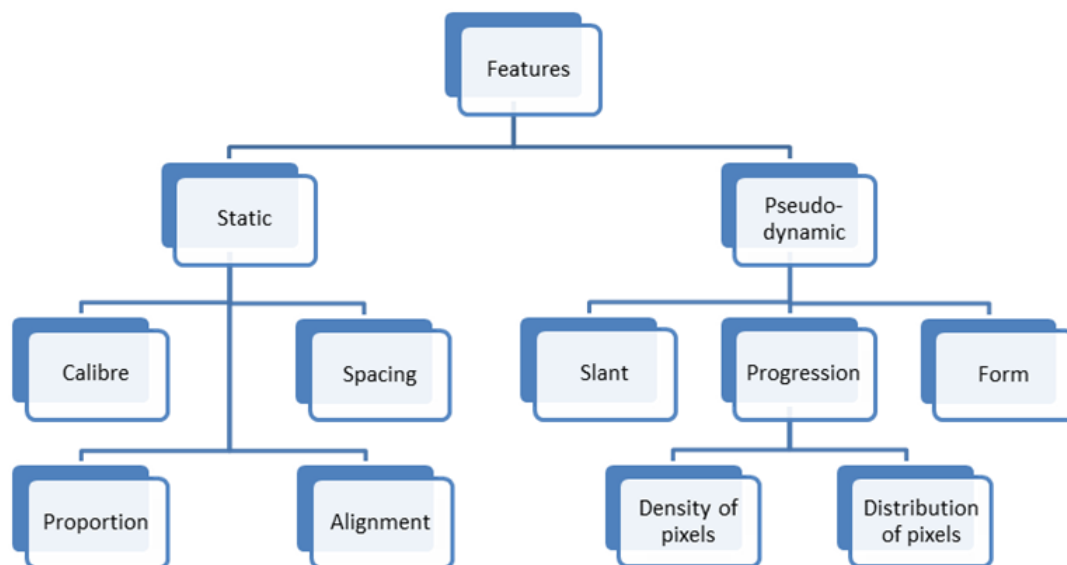 Features
Static
Pseudo-
dynamic
Calibre
Spacing
Slant
Progression
Form
Proportion
Alignment
Density of
pixels
Distribution
of pixels